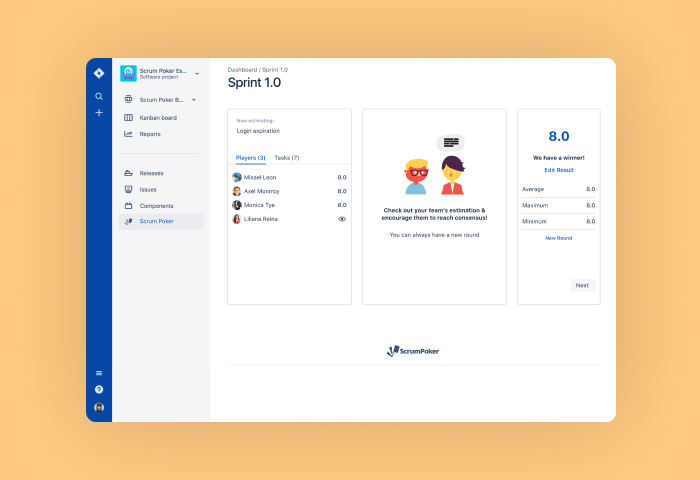 Scrum Poker Es...
Software project
Scrum Poker B...
Kanban board
Reports
Releases
Issues
Components
Scrum Poker
Dashboard / Sprint 1.0
Sprint 1.0
Now estimating:
Login expiration
Players (3) Tasks (7)
Misael Leon 8.0
Axel Monrroy 8.0
Monica Tye 8.0
Liliana Reina
Check out your team's estimation &
encourage them to reach consensus!
You can always have a new round
8.0
We have a winner!
Edit Result
Average 8.0
Maximum 8.0
Minimum 8.0
New Round
Next
ScrumPoker